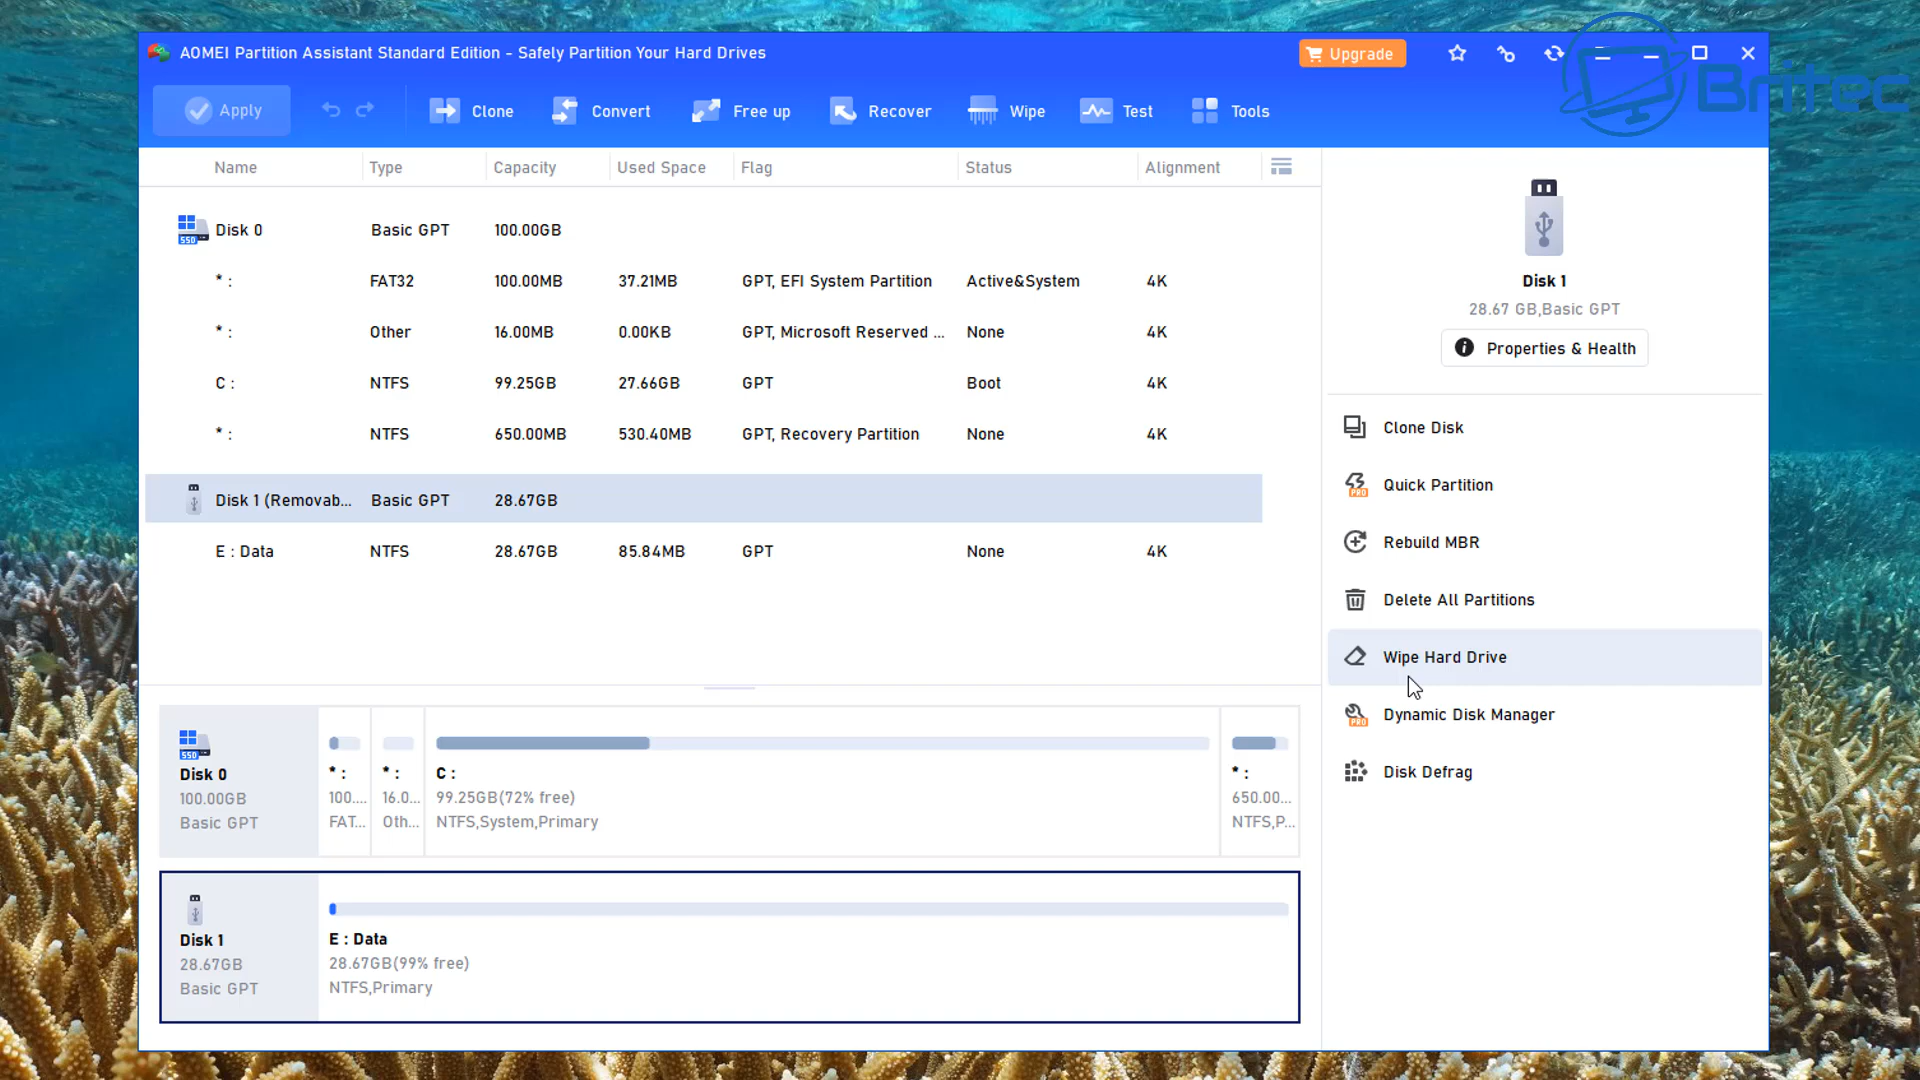 AOMEI Partition Assistant Standard Edition - Safely Partition Your Hard Drives
Upgrade
Britec
Apply
Clone
Convert
Free up
Recover
Wipe
Test
Tools
Name Type Capacity Used Space Flag Status Alignment
SSD
Disk 0 Basic GPT 100.00GB
* : FAT32 100.00MB 37.21MB GPT, EFI System Partition Active&System 4K
* : Other 16.00MB 0.00KB GPT, Microsoft Reserved ... None 4K
C : NTFS 99.25GB 27.66GB GPT Boot 4K
* : NTFS 650.00MB 530.40MB GPT, Recovery Partition None 4K
Disk 1 (Removab... Basic GPT 28.67GB
E : Data NTFS 28.67GB 85.84MB GPT None 4K
SSD
Disk 0
100.00GB
Basic GPT
* :
100....
FAT...
* :
16.0...
Oth...
C :
99.25GB(72% free)
NTFS,System,Primary
* :
650.00...
NTFS,P...
Disk 1
28.67GB
Basic GPT
E : Data
28.67GB(99% free)
NTFS,Primary
Disk 1
28.67 GB,Basic GPT
Properties & Health
Clone Disk
PRO
Quick Partition
Rebuild MBR
Delete All Partitions
Wipe Hard Drive
PRO
Dynamic Disk Manager
Disk Defrag